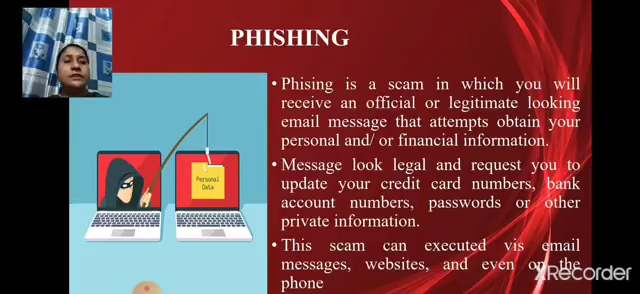 PHISHING
• Phising is a scam in which you will
receive an official or legitimate looking
email message that attempts obtain your
personal and/ or financial information.
• Message look legal and request you to
update your credit card numbers, bank
account numbers, passwords or other
private information.
• This scam can executed vis email
messages, websites, and even on the
phone
Personal
Data
XRecorder